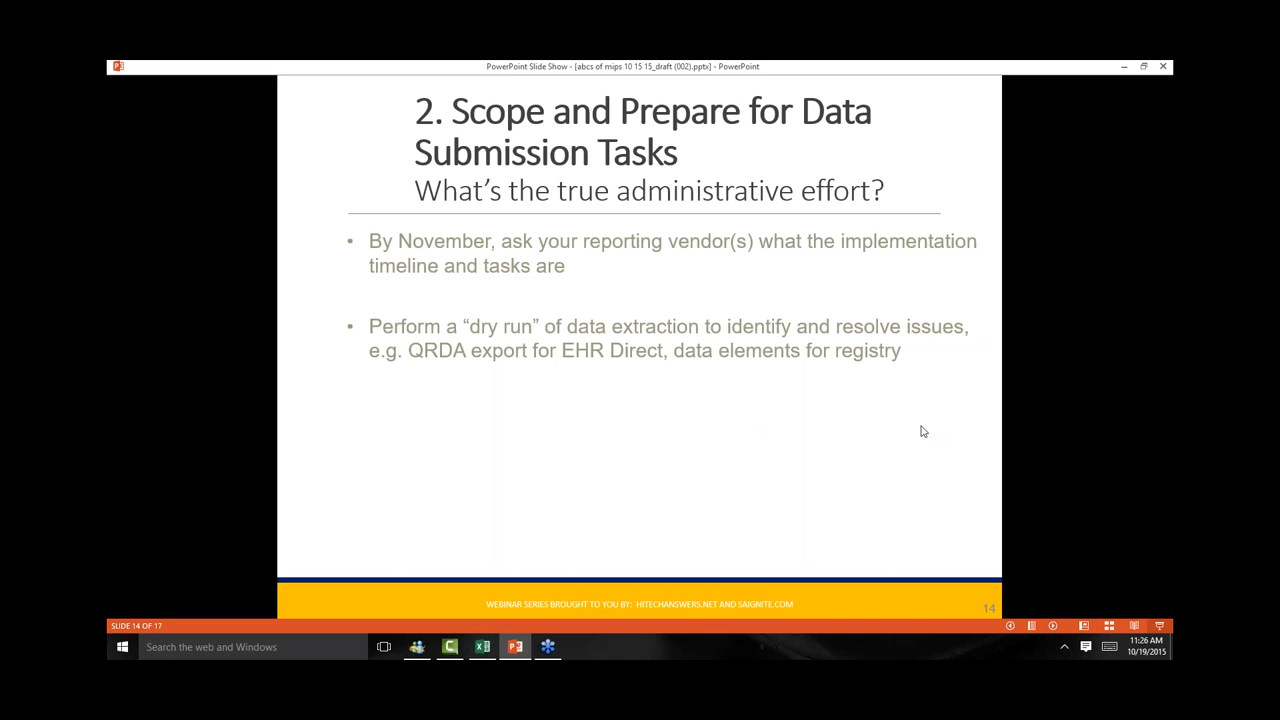 PowerPoint Slide Show - [abcs of mips 10 15 15_draft (002).pptx] - PowerPoint
2. Scope and Prepare for Data
Submission Tasks
What's the true administrative effort?
• By November, ask your reporting vendor(s) what the implementation
timeline and tasks are
• Perform a “dry run” of data extraction to identify and resolve issues,
e.g. QRDA export for EHR Direct, data elements for registry
WEBINAR SERIES BROUGHT TO YOU BY: HITECHANSWERS.NET AND SAIGNITE.COM
14
SLIDE 14 OF 17
Search the web and Windows
11:26 AM
10/19/2015